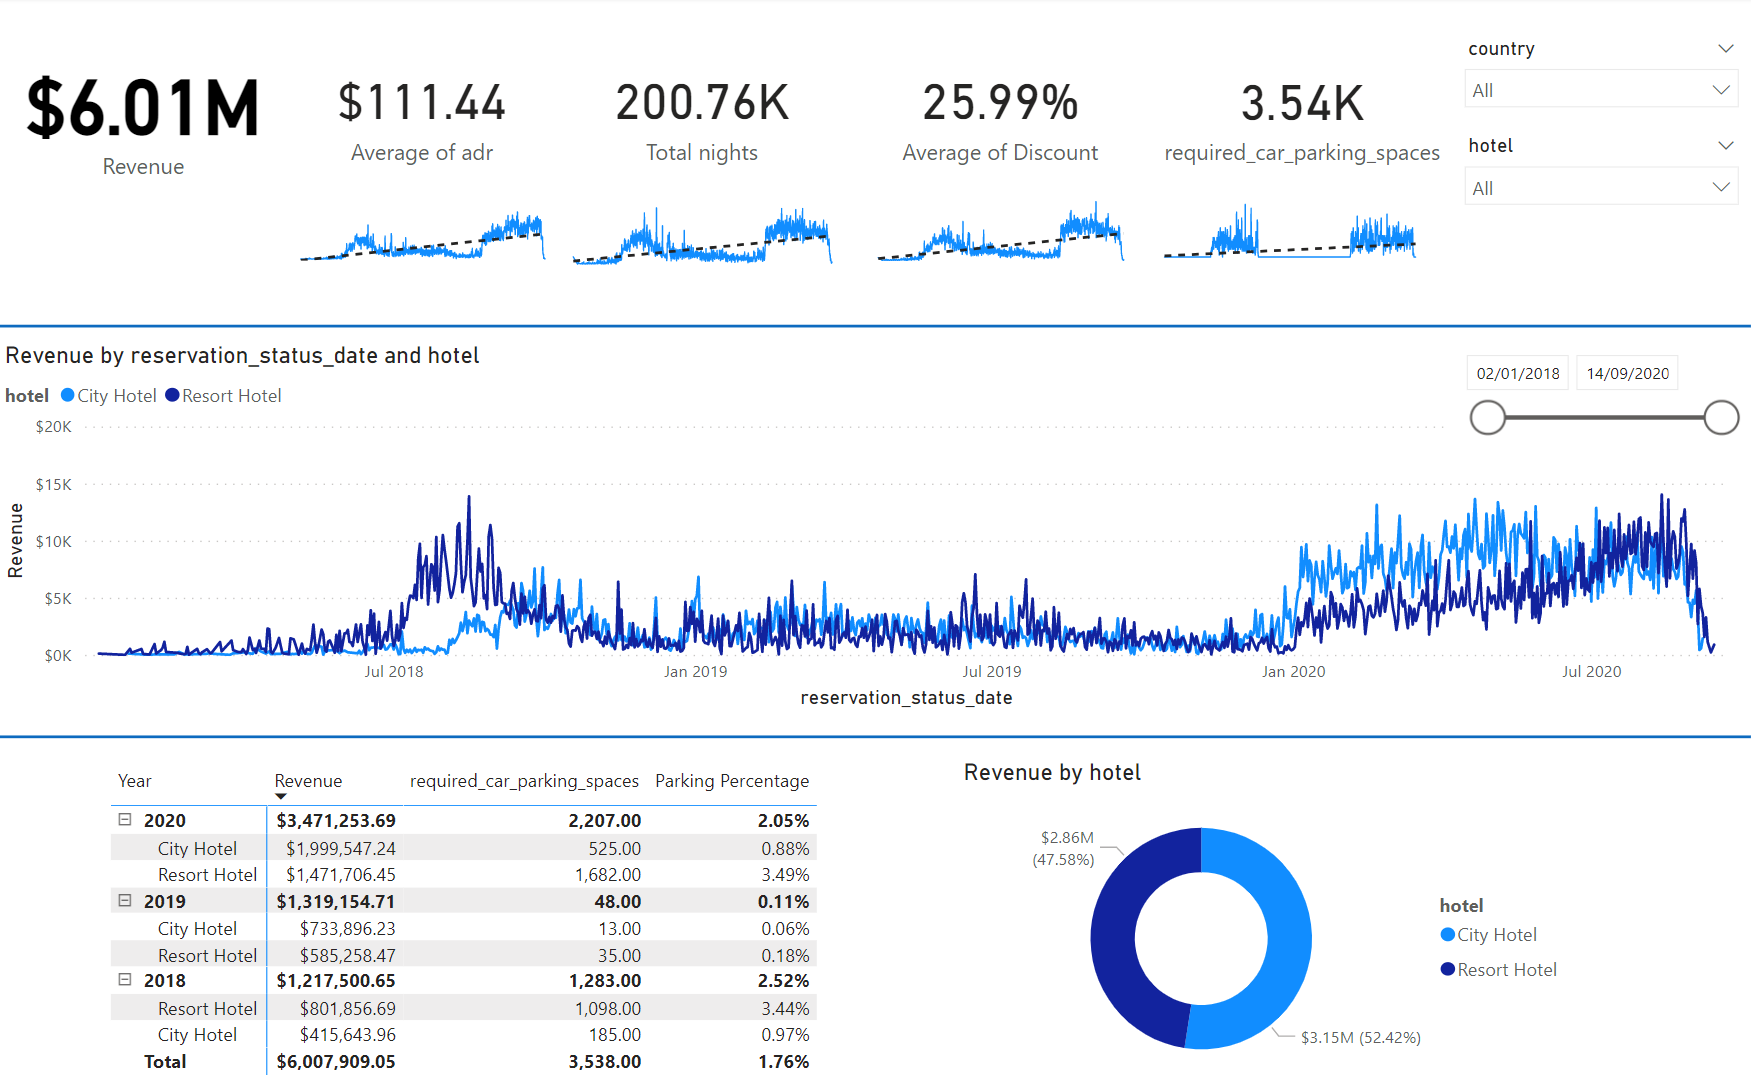 $6.01M
Revenue
$111.44
Average of adr
200.76K
Total nights
25.99%
Average of Discount
3.54K
required_car_parking_spaces
country
All
hotel
All
Revenue by reservation_status_date and hotel
hotel City Hotel Resort Hotel
02/01/2018 14/09/2020
Revenue
$20K
$15K
$10K
$5K
$0K
Jul 2018 Jan 2019 Jul 2019 Jan 2020 Jul 2020
reservation_status_date
Year Revenue required_car_parking_spaces Parking Percentage
2020 $3,471,253.69 2,207.00 2.05%
City Hotel $1,999,547.24 525.00 0.88%
Resort Hotel $1,471,706.45 1,682.00 3.49%
2019 $1,319,154.71 48.00 0.11%
City Hotel $733,896.23 13.00 0.06%
Resort Hotel $585,258.47 35.00 0.18%
2018 $1,217,500.65 1,283.00 2.52%
Resort Hotel $801,856.69 1,098.00 3.44%
City Hotel $415,643.96 185.00 0.97%
Total $6,007,909.05 3,538.00 1.76%
Revenue by hotel
$2.86M
(47.58%)
$3.15M (52.42%)
hotel
City Hotel
Resort Hotel